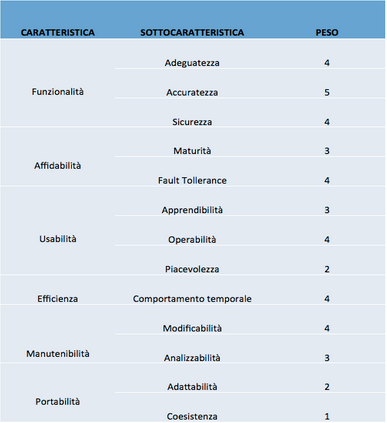 CARATTERISTICA SOTTOCARATTERISTICA PESO
Adeguatezza 4
Funzionalità Accuratezza 5
Sicurezza 4
Maturità 3
Affidabilità
Fault Tollerance 4
Apprendibilità 3
Usabilità Operabilità 4
Piacevolezza 2
Efficienza Comportamento temporale 4
Modificabilità 4
Manutenibilità Analizzabilità 3
Adattabilità 2
Portabilità
Coesistenza 1